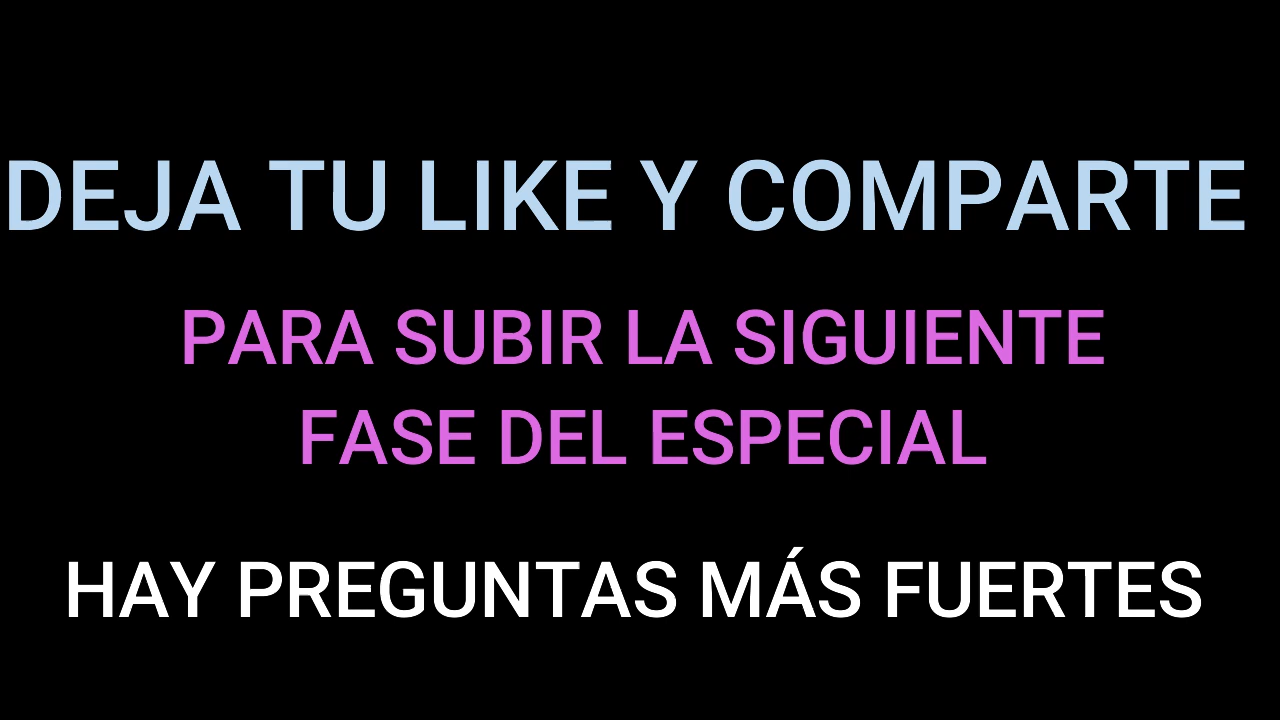 DEJA TU LIKE Y COMPARTE
PARA SUBIR LA SIGUIENTE
FASE DEL ESPECIAL
HAY PREGUNTAS MÁS FUERTES